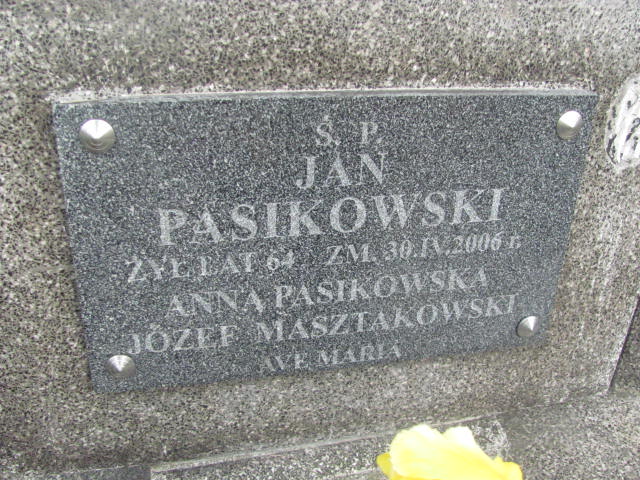 Ś. P.
JAN
PASIKOWSKI
ŻYŁ LAT 64 ZM. 30.IV.2006 r.
ANNA PASIKOWSKA
JÓZEF MASZTAKOWSKI
AVE MARIA